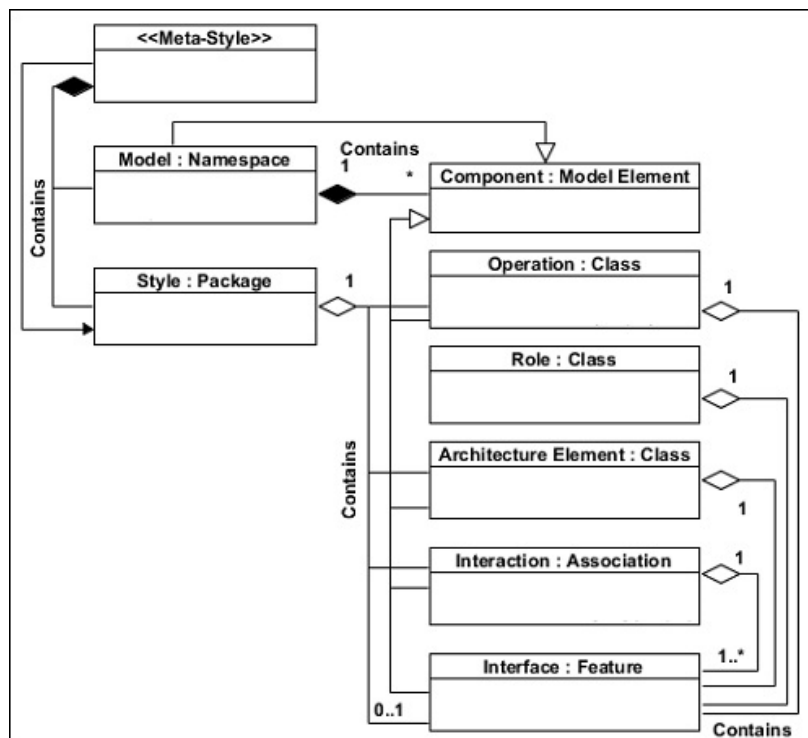 <<Meta-Style>>
Model : Namespace
Contains
1
*
Component : Model Element
Contains
Style : Package
1
Operation : Class
1
Role : Class
1
Contains
Architecture Element : Class
1
Interaction : Association
1
1..*
Interface : Feature
0..1
Contains